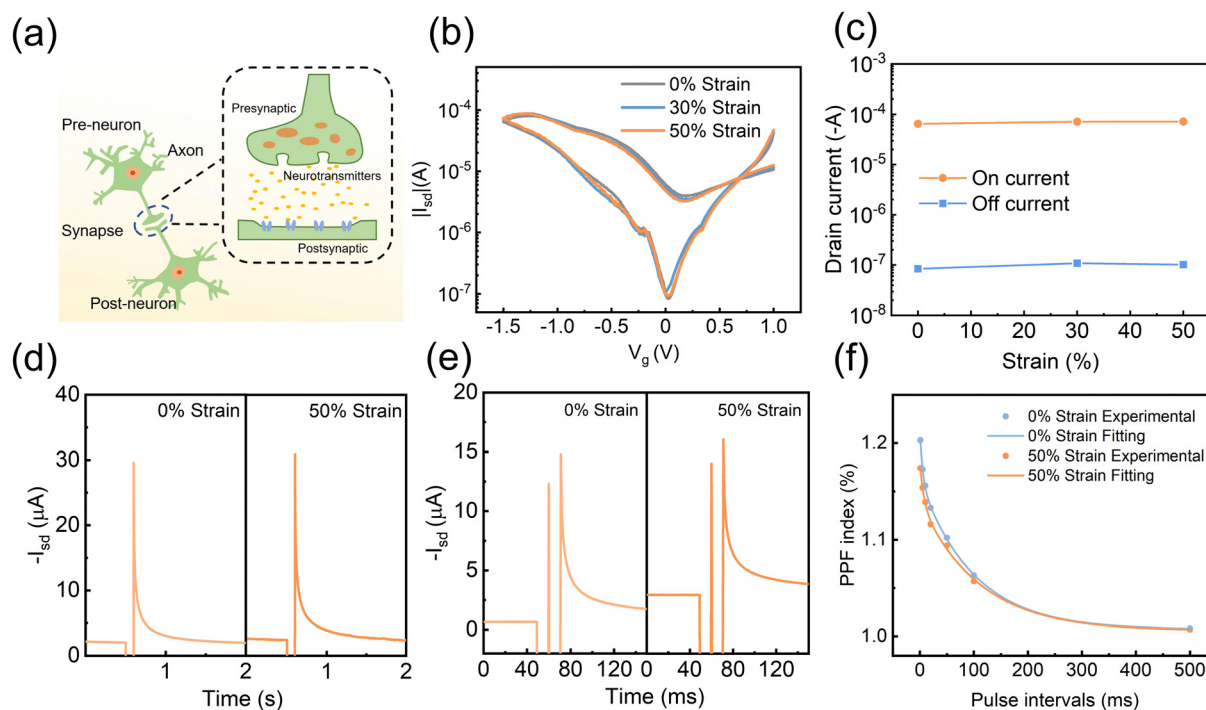 (a)
Pre-neuron
Axon
Synapse
Post-neuron
Presynaptic
Neurotransmitters
Postsynaptic
(b)
0% Strain
30% Strain
50% Strain
|I_sd|(A)
10^-4
10^-5
10^-6
10^-7
-1.5 -1.0 -0.5 0 0.5 1.0
V_g (V)
(c)
Drain current (-A)
10^-3
10^-4
10^-5
10^-6
10^-7
10^-8
On current
Off current
0 10 20 30 40 50
Strain (%)
(d)
-I_sd (μA)
40
30
20
10
0
0% Strain 50% Strain
1 2 1 2
Time (s)
(e)
-I_sd (μA)
20
15
10
5
0
0% Strain 50% Strain
0 40 80 120 0 40 80 120
Time (ms)
(f)
PPF index (%)
1.2
1.1
1.0
0% Strain Experimental
0% Strain Fitting
50% Strain Experimental
50% Strain Fitting
0 100 200 300 400 500
Pulse intervals (ms)